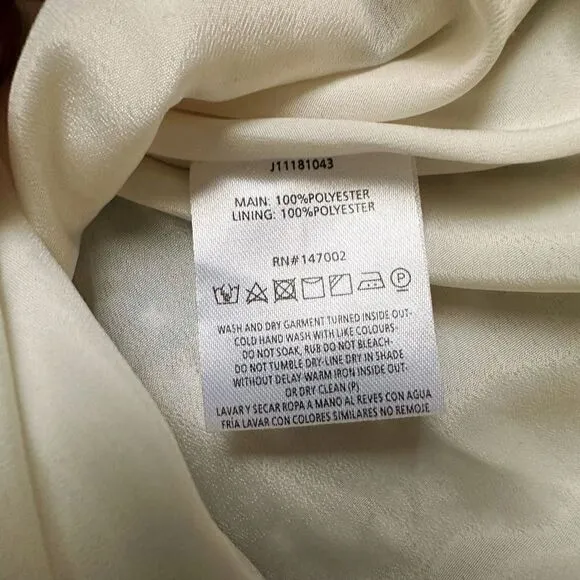 J11181043
MAIN: 100%POLYESTER
LINING: 100%POLYESTER
RN#147002
P
WASH AND DRY GARMENT TURNED INSIDE OUT-
COLD HAND WASH WITH LIKE COLOURS-
DO NOT SOAK, RUB DO NOT BLEACH-
DO NOT TUMBLE DRY-LINE DRY IN SHADE
WITHOUT DELAY-WARM IRON INSIDE OUT-
OR DRY CLEAN (P)
LAVAR Y SECAR ROPA A MANO AL REVES CON AGUA
FRÍA LAVAR CON COLORES SIMILARES NO REMOJE